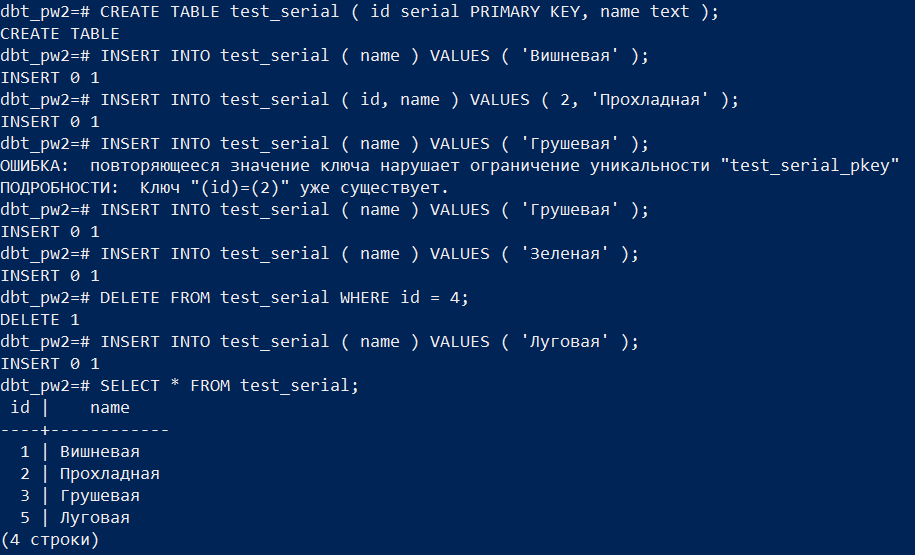 dbt_pw2=# CREATE TABLE test_serial ( id serial PRIMARY KEY, name text );
CREATE TABLE
dbt_pw2=# INSERT INTO test_serial ( name ) VALUES ( 'Вишневая' );
INSERT 0 1
dbt_pw2=# INSERT INTO test_serial ( id, name ) VALUES ( 2, 'Прохладная' );
INSERT 0 1
dbt_pw2=# INSERT INTO test_serial ( name ) VALUES ( 'Грушевая' );
ОШИБКА:  повторяющееся значение ключа нарушает ограничение уникальности "test_serial_pkey"
ПОДРОБНОСТИ:  Ключ "(id)=(2)" уже существует.
dbt_pw2=# INSERT INTO test_serial ( name ) VALUES ( 'Грушевая' );
INSERT 0 1
dbt_pw2=# INSERT INTO test_serial ( name ) VALUES ( 'Зеленая' );
INSERT 0 1
dbt_pw2=# DELETE FROM test_serial WHERE id = 4;
DELETE 1
dbt_pw2=# INSERT INTO test_serial ( name ) VALUES ( 'Луговая' );
INSERT 0 1
dbt_pw2=# SELECT * FROM test_serial;
 id |    name
----+------------
  1 | Вишневая
  2 | Прохладная
  3 | Грушевая
  5 | Луговая
(4 строки)